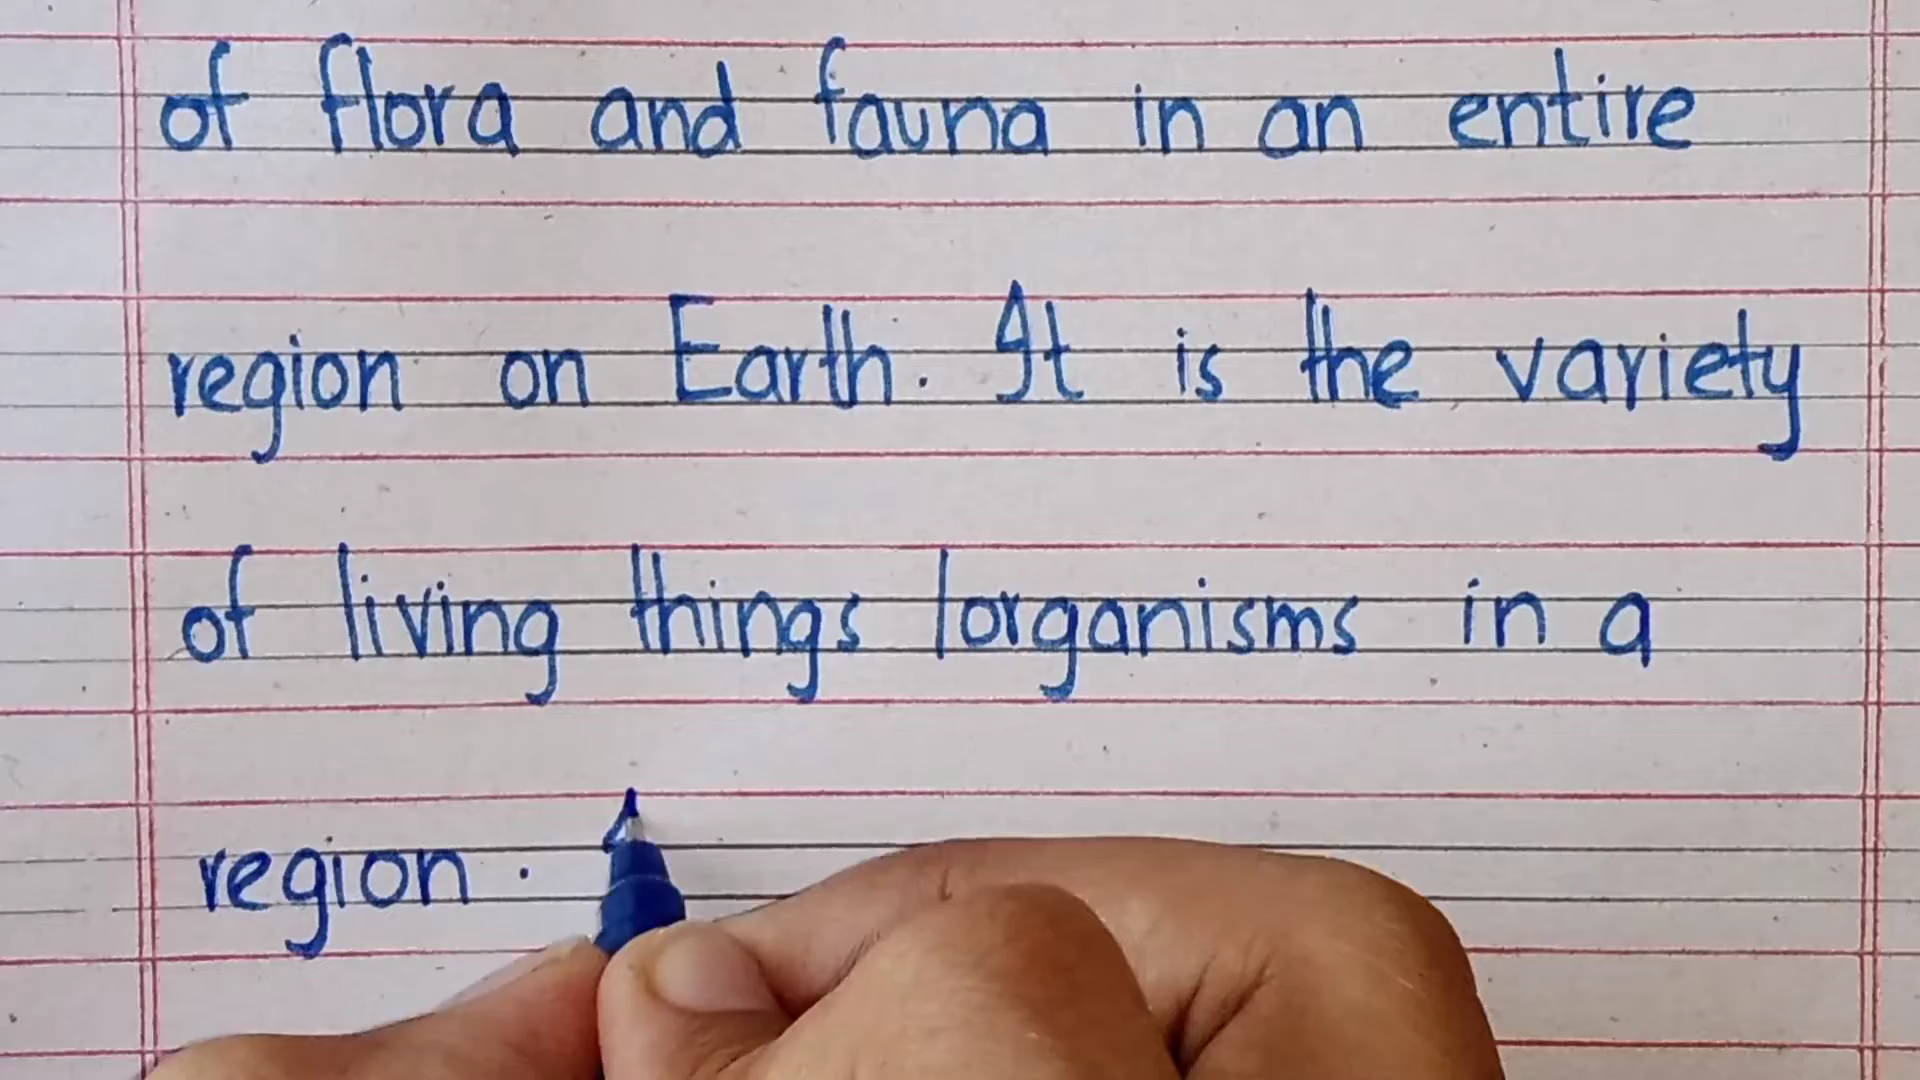 of flora and fauna in an entire
region on Earth. It is the variety
of living things /organisms in a
region.